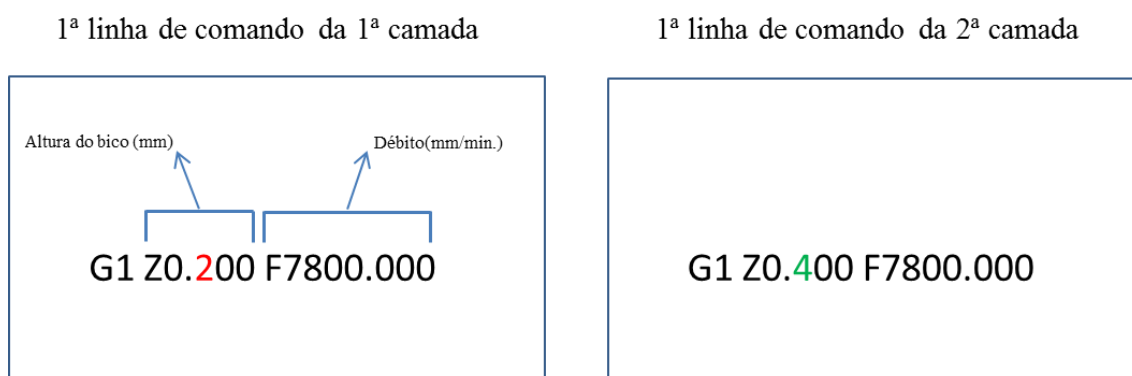 1ª linha de comando da 1ª camada
Altura do bico (mm)
Débito(mm/min.)
G1 Z0.200 F7800.000
1ª linha de comando da 2ª camada
G1 Z0.400 F7800.000